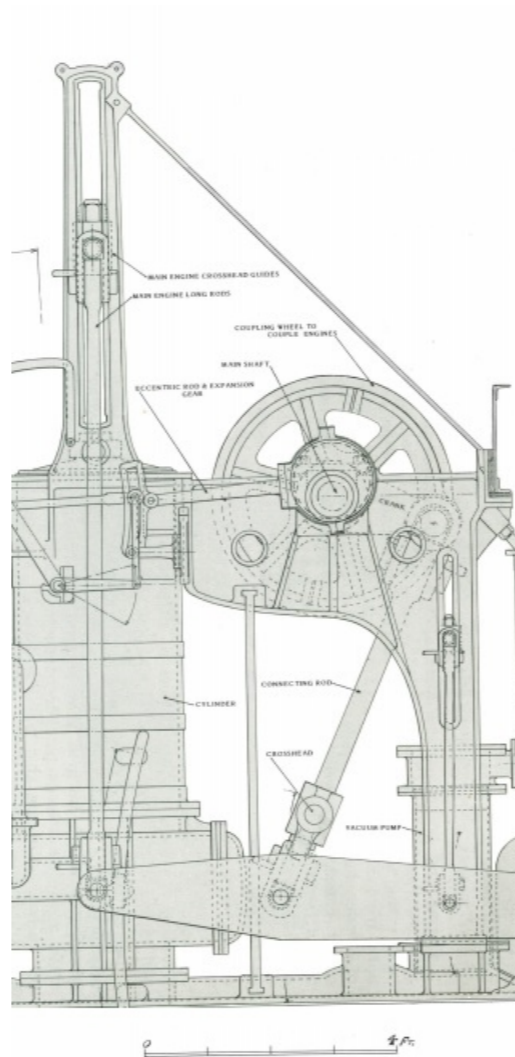 MAIN ENGINE CROSSHEAD GUIDES
MAIN ENGINE LONG RODS
COUPLING WHEEL TO
COUPLE ENGINES
MAIN SHAFT
ECCENTRIC ROD & EXPANSION
GEAR
CRANK
CONNECTING ROD
CYLINDER
CROSSHEAD
VACUUM PUMP
0 4 Ft.